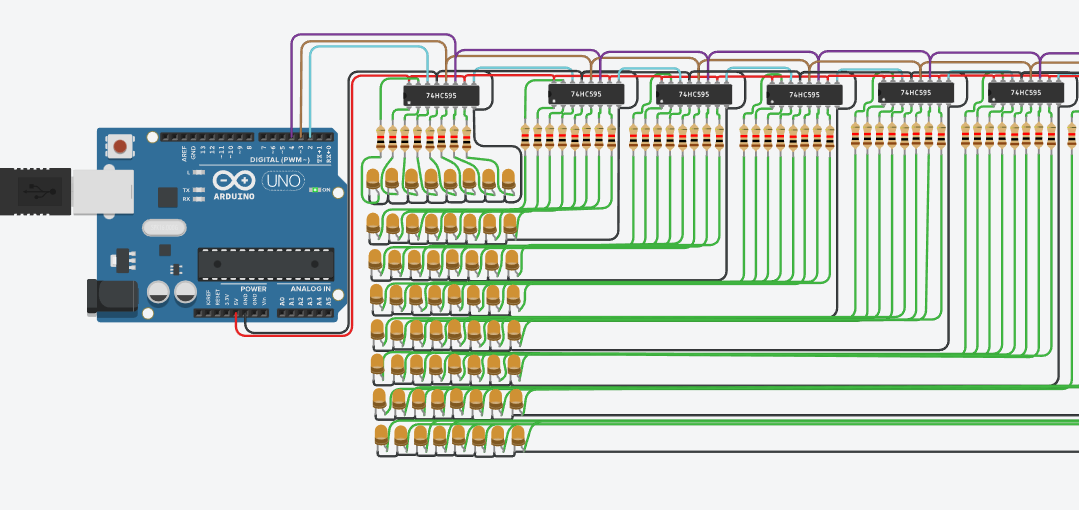 74HC595
74HC595
74HC595
74HC595
74HC595
74HC595
AREF
GND
13
12
~11
~10
~9
8
7
~6
~5
4
~3
2
TX→1
RX←0
DIGITAL (PWM~)
L
TX
RX
UNO
ON
ARDUINO
POWER
ANALOG IN
IOREF
RESET
3.3V
5V
GND
GND
Vin
A0
A1
A2
A3
A4
A5